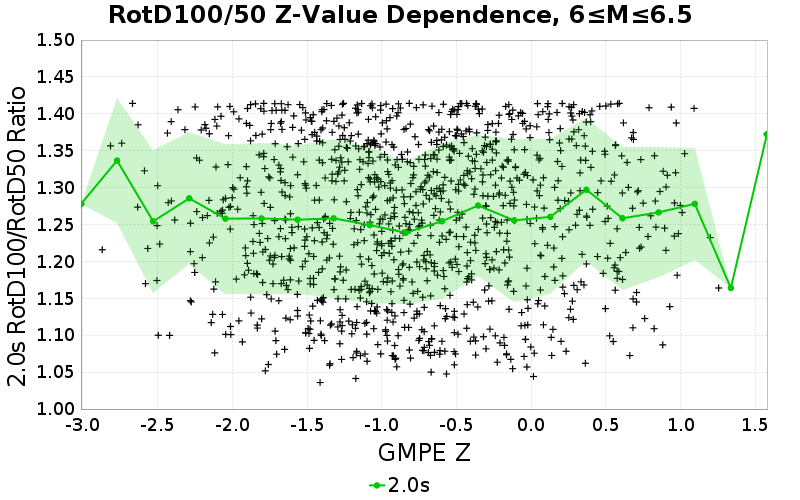 RotD100/50 Z-Value Dependence, 6≤M≤6.5
2.0s RotD100/RotD50 Ratio
1.50
1.45
1.40
1.35
1.30
1.25
1.20
1.15
1.10
1.05
1.00
-3.0 -2.5 -2.0 -1.5 -1.0 -0.5 0.0 0.5 1.0 1.5
GMPE Z
2.0s